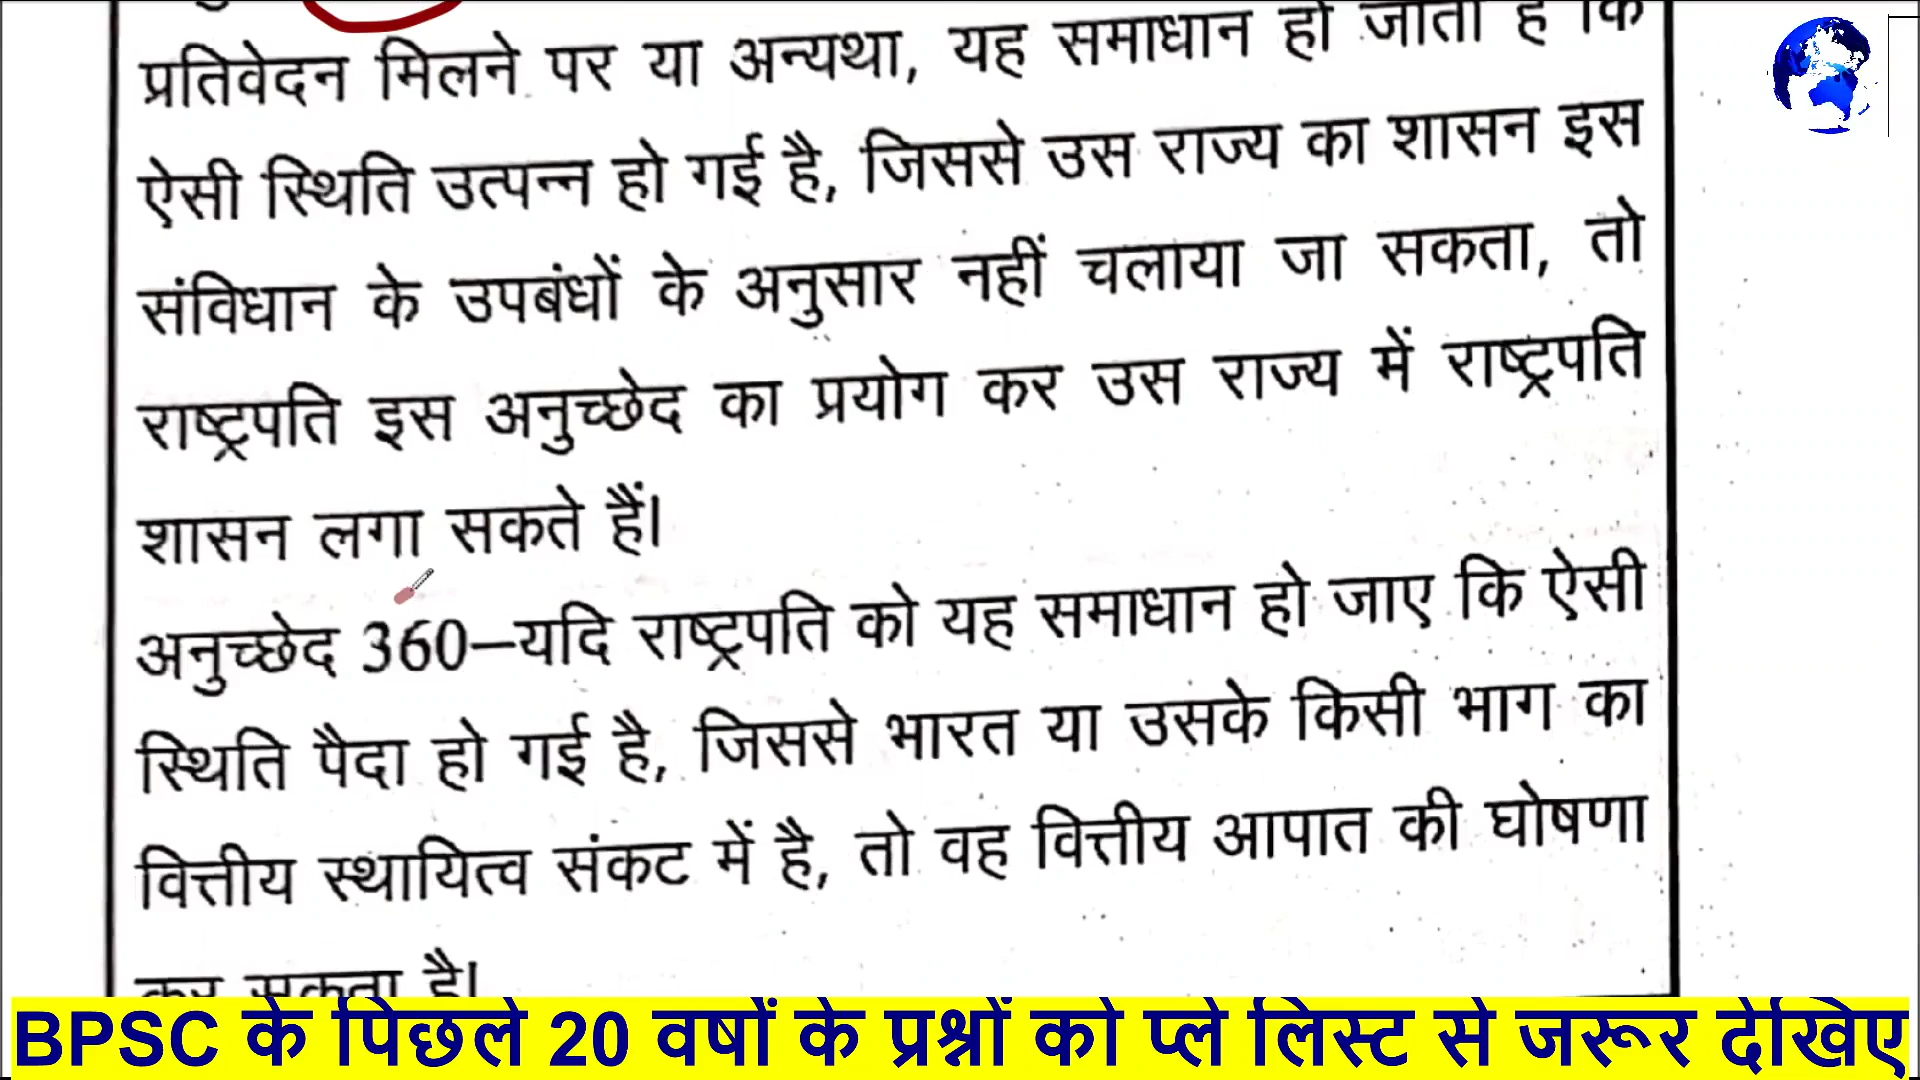 प्रतिवेदन मिलने पर या अन्यथा, यह समाधान हो जाता है कि
ऐसी स्थिति उत्पन्न हो गई है, जिससे उस राज्य का शासन इस
संविधान के उपबंधों के अनुसार नहीं चलाया जा सकता, तो
राष्ट्रपति इस अनुच्छेद का प्रयोग कर उस राज्य में राष्ट्रपति
शासन लगा सकते हैं।
अनुच्छेद 360–यदि राष्ट्रपति को यह समाधान हो जाए कि ऐसी
स्थिति पैदा हो गई है, जिससे भारत या उसके किसी भाग का
वित्तीय स्थायित्व संकट में है, तो वह वित्तीय आपात की घोषणा
कर सकता है।
BPSC के पिछले 20 वर्षों के प्रश्नों को प्ले लिस्ट से जरूर देखिए